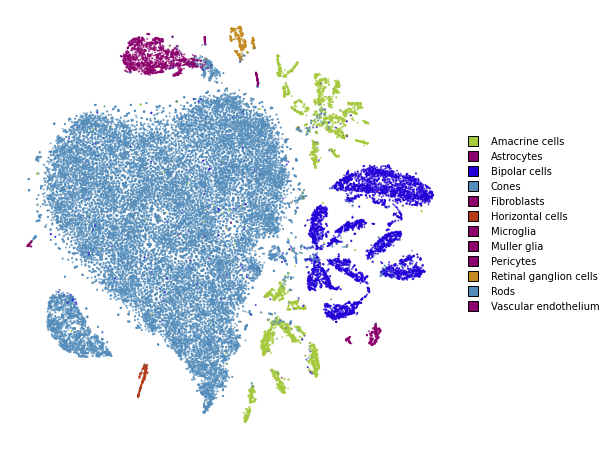 Amacrine cells
Astrocytes
Bipolar cells
Cones
Fibroblasts
Horizontal cells
Microglia
Muller glia
Pericytes
Retinal ganglion cells
Rods
Vascular endothelium